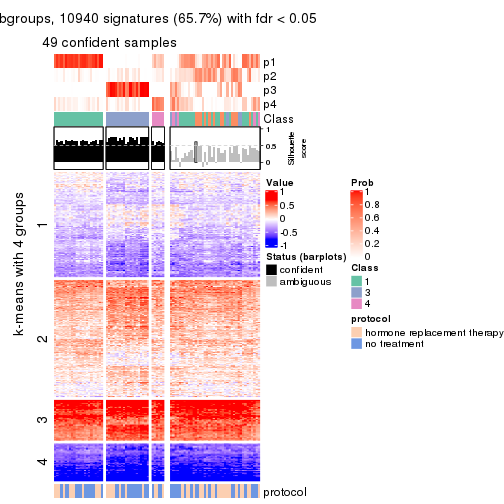 bgroups, 10940 signatures (65.7%) with fdr < 0.05
49 confident samples
p1
p2
p3
p4
Class
1
0.5
0
Silhouette
score
k-means with 4 groups
1
2
3
4
protocol
Value
1
0.5
0
-0.5
-1
Status (barplots)
confident
ambiguous
Prob
1
0.8
0.6
0.4
0.2
0
Class
1
3
4
protocol
hormone replacement therapy
no treatment